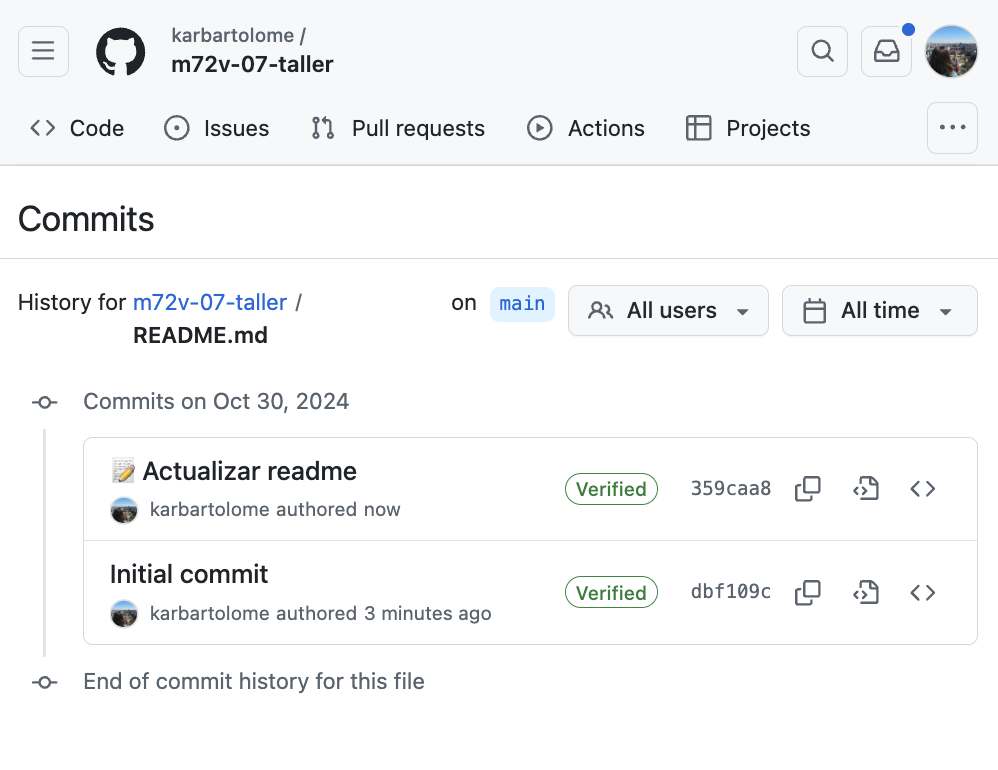 karbartolome /
m72v-07-taller
Code Issues Pull requests Actions Projects
Commits
History for m72v-07-taller / on main All users All time
README.md
Commits on Oct 30, 2024
📝 Actualizar readme
Verified 359caa8
karbartolome authored now
Initial commit
Verified dbf109c
karbartolome authored 3 minutes ago
End of commit history for this file